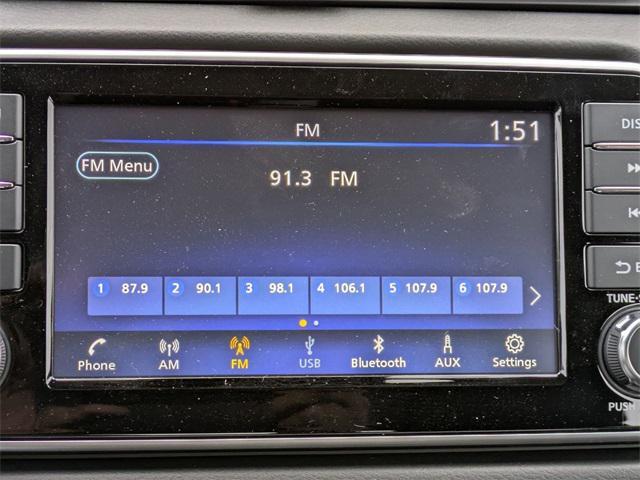 FM
1:51
FM Menu
91.3 FM
1 87.9 2 90.1 3 98.1 4 106.1 5 107.9 6 107.9
Phone AM FM USB Bluetooth AUX Settings
DIS
TUNE
PUSH